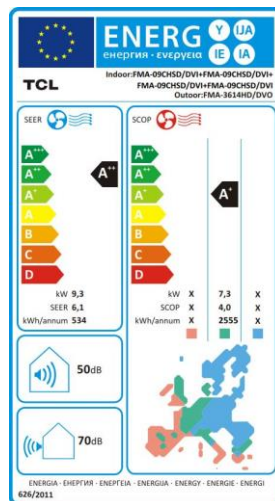 ENERG Y IJA
енергия · ενεργεια IE IA
TCL
Indoor:FMA-09CHSD/DVI+FMA-09CHSD/DVI+
FMA-09CHSD/DVI+FMA-09CHSD/DVI
Outoor:FMA-3614HD/DVO
SEER
SCOP
A+++
A++
A+
A
B
C
D
A++
A+++
A++
A+
A
B
C
D
A+
kW 9,3
SEER 6,1
kWh/annum 534
kW X 7,3 X
SCOP X 4,0 X
kWh/annum X 2555 X
50dB
70dB
ENERGIA · ЕНЕРГИЯ · ΕΝΕΡΓΕΙΑ · ENERGIJA · ENERGY · ENERGIE · ENERGI
626/2011